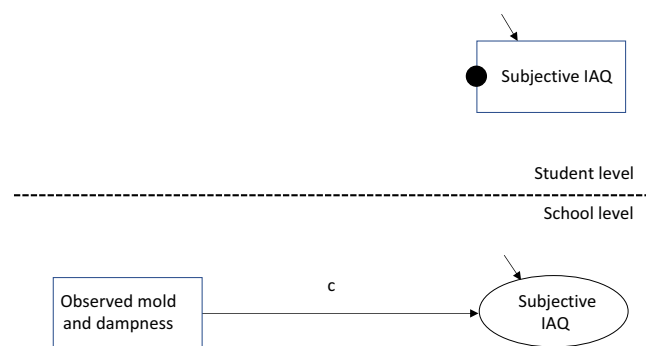 Subjective IAQ
Student level
School level
c
Observed mold
and dampness
Subjective
IAQ